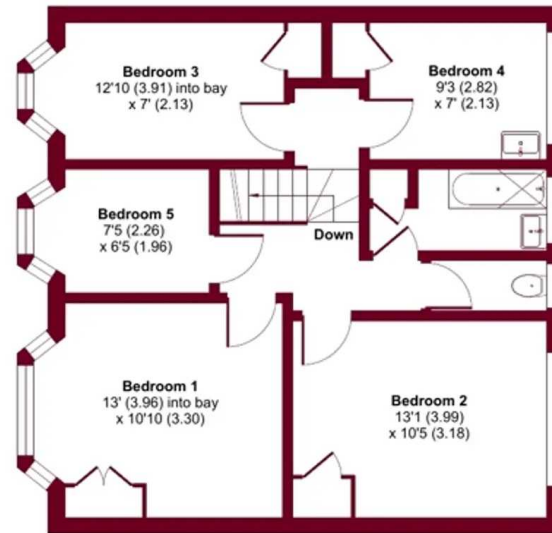 Bedroom 3
12'10 (3.91) into bay
x 7' (2.13)
Bedroom 4
9'3 (2.82)
x 7' (2.13)
Bedroom 5
7'5 (2.26)
x 6'5 (1.96)
Down
Bedroom 1
13' (3.96) into bay
x 10'10 (3.30)
Bedroom 2
13'1 (3.99)
x 10'5 (3.18)